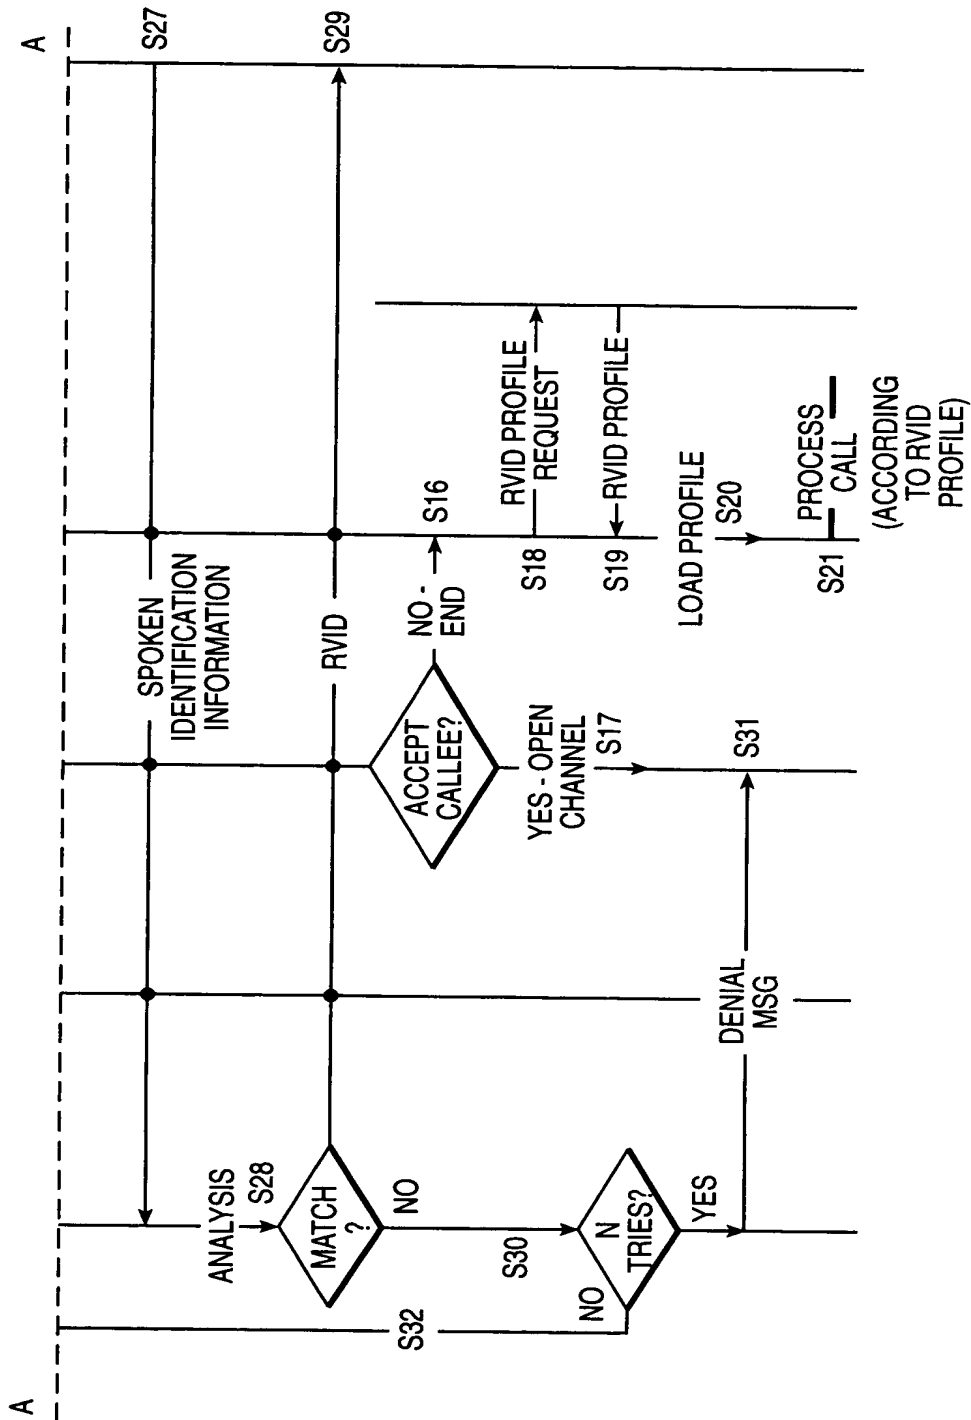 A
A
S27
SPOKEN
IDENTIFICATION
INFORMATION
ANALYSIS
S28
MATCH
?
RVID
S29
NO
S32
ACCEPT
CALLEE?
NO -
END
S16
YES - OPEN
CHANNEL
S17
S18
RVID PROFILE
REQUEST
S30
S19
RVID PROFILE
N
TRIES?
NO
YES
LOAD PROFILE
S20
DENIAL
MSG
S31
S21
PROCESS
CALL
(ACCORDING
TO RVID
PROFILE)